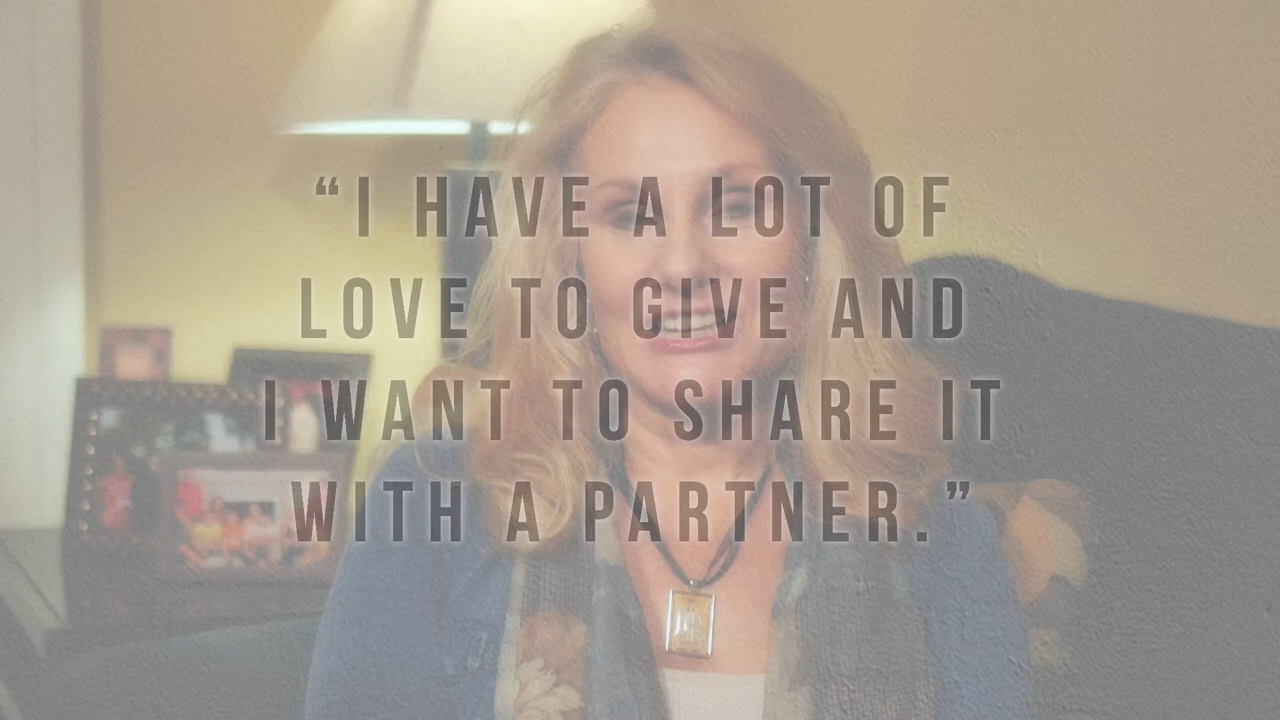 “I HAVE A LOT OF
LOVE TO GIVE AND
I WANT TO SHARE IT
WITH A PARTNER.”